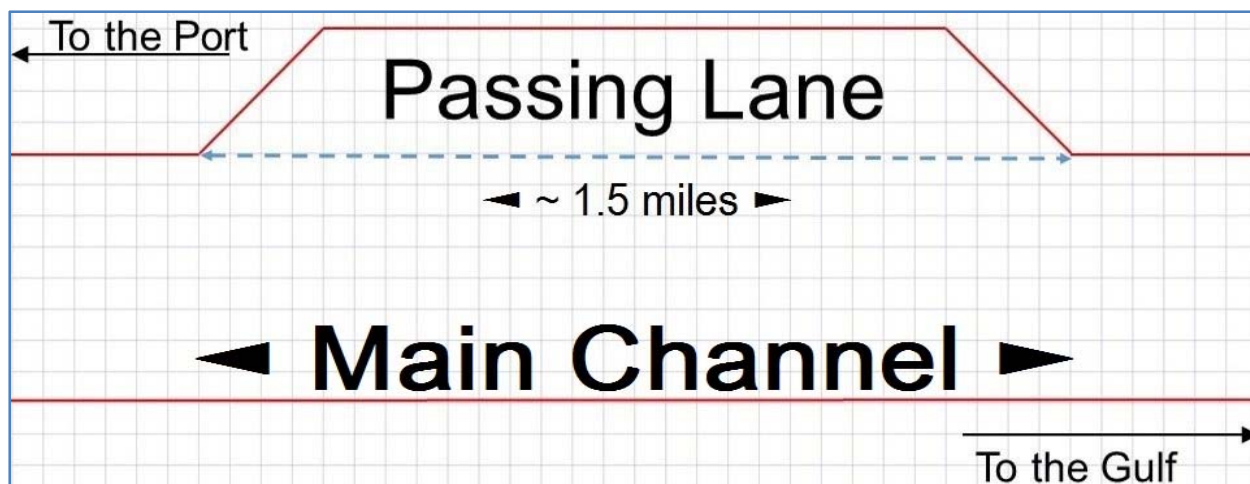 To the Port
Passing Lane
~ 1.5 miles
Main Channel
To the Gulf